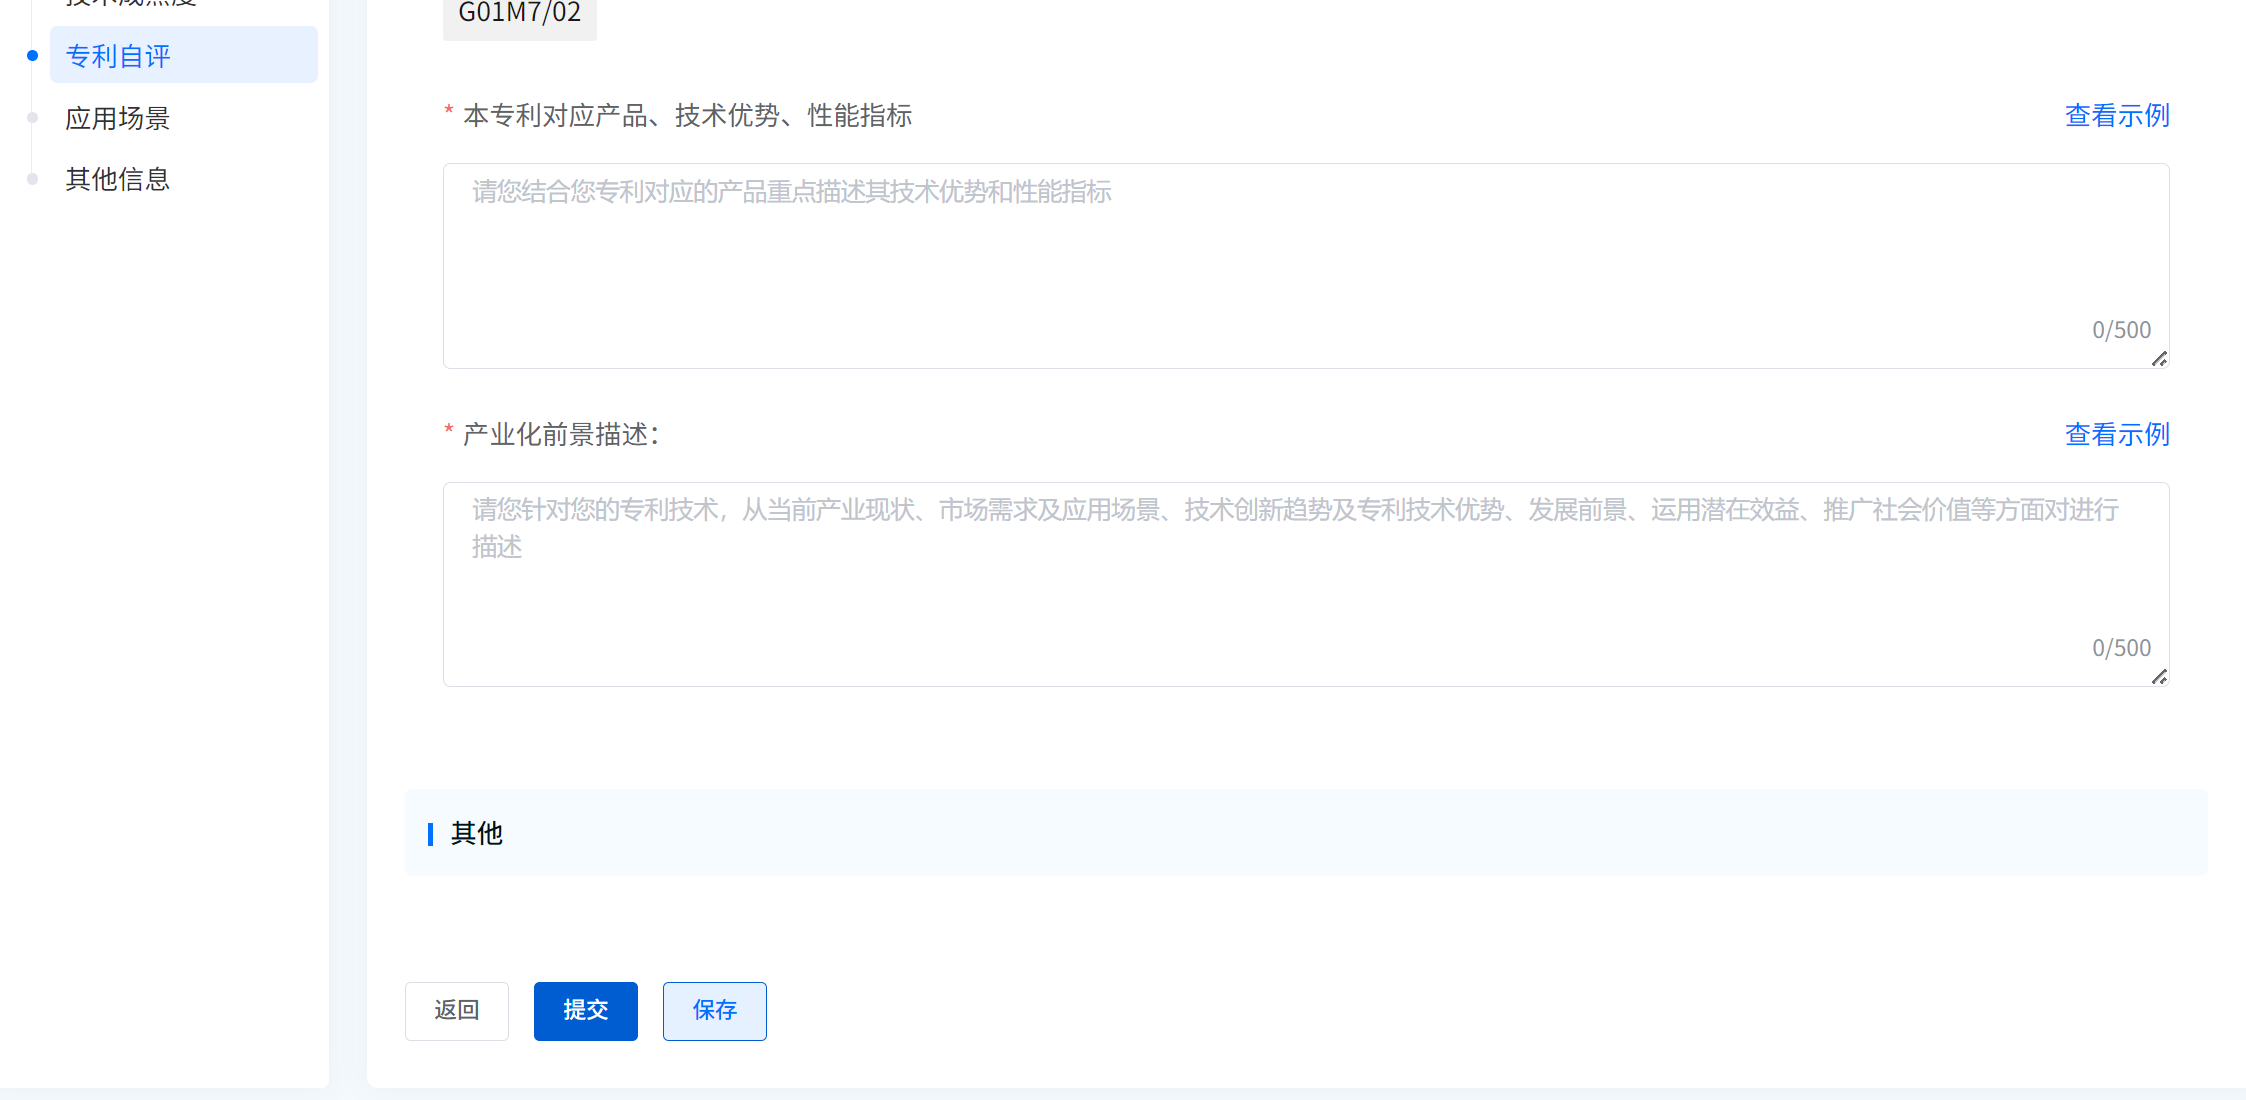 技术成熟度
专利自评
应用场景
其他信息
G01M7/02
* 本专利对应产品、技术优势、性能指标
查看示例
请您结合您专利对应的产品重点描述其技术优势和性能指标
0/500
* 产业化前景描述：
查看示例
请您针对您的专利技术，从当前产业现状、市场需求及应用场景、技术创新趋势及专利技术优势、发展前景、运用潜在效益、推广社会价值等方面对进行
描述
0/500
其他
返回
提交
保存